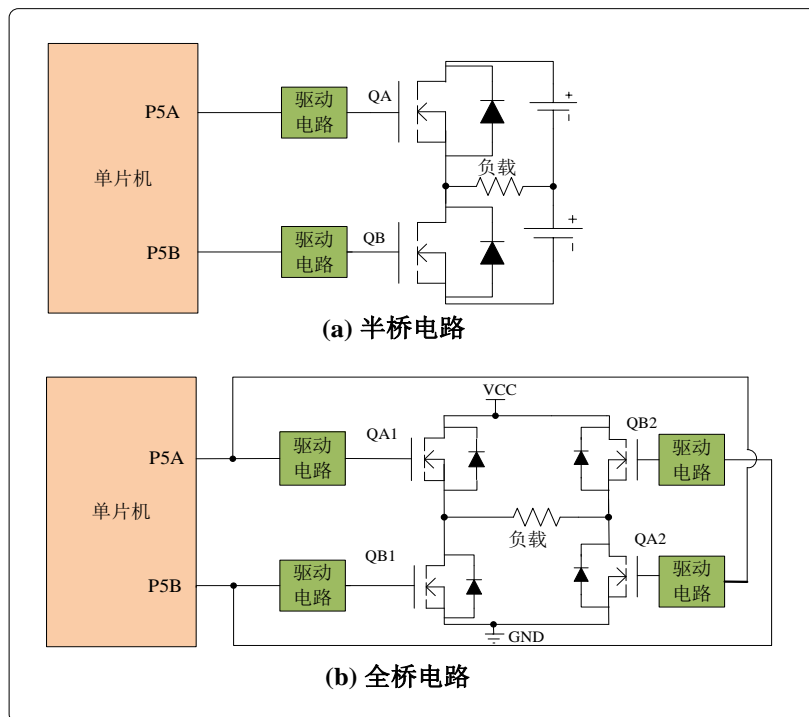 P5A
驱动
电路
QA
单片机
负载
P5B
驱动
电路
QB
(a) 半桥电路
VCC
P5A
驱动
电路
QA1
QB2
驱动
电路
单片机
负载
P5B
驱动
电路
QB1
QA2
驱动
电路
GND
(b) 全桥电路